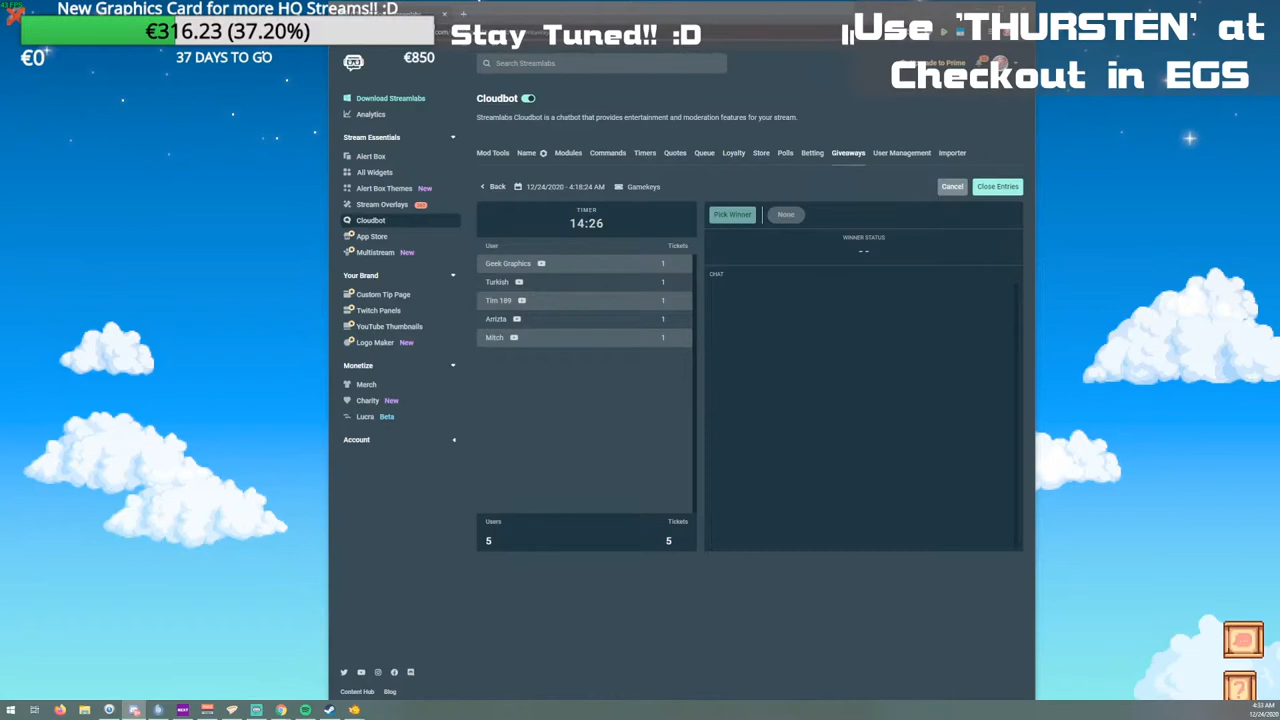 43 FPS
New Graphics Card for more HQ Streams!! :D
€316.23 (37.20%)
€0
37 DAYS TO GO
€850
Stay Tuned!! :D
Use 'THURSTEN' at
Checkout in EGS
Search Streamlabs
Download Streamlabs
Analytics
Stream Essentials
Alert Box
All Widgets
Alert Box Themes New
Stream Overlays
Cloudbot
App Store
Multistream New
Your Brand
Custom Tip Page
Twitch Panels
YouTube Thumbnails
Logo Maker New
Monetize
Merch
Charity New
Lucra Beta
Account
Content Hub Blog
Cloudbot
Streamlabs Cloudbot is a chatbot that provides entertainment and moderation features for your stream.
Mod Tools Name Modules Commands Timers Quotes Queue Loyalty Store Polls Betting Giveaways User Management Importer
Back 12/24/2020 - 4:18:24 AM Gamekeys
Cancel Close Entries
TIMER
14:26
User Tickets
Geek Graphics 1
Turkish 1
Tim 189 1
Arrizta 1
Mitch 1
Users Tickets
5 5
Pick Winner None
WINNER STATUS
--
CHAT
4:33 AM
12/24/2020